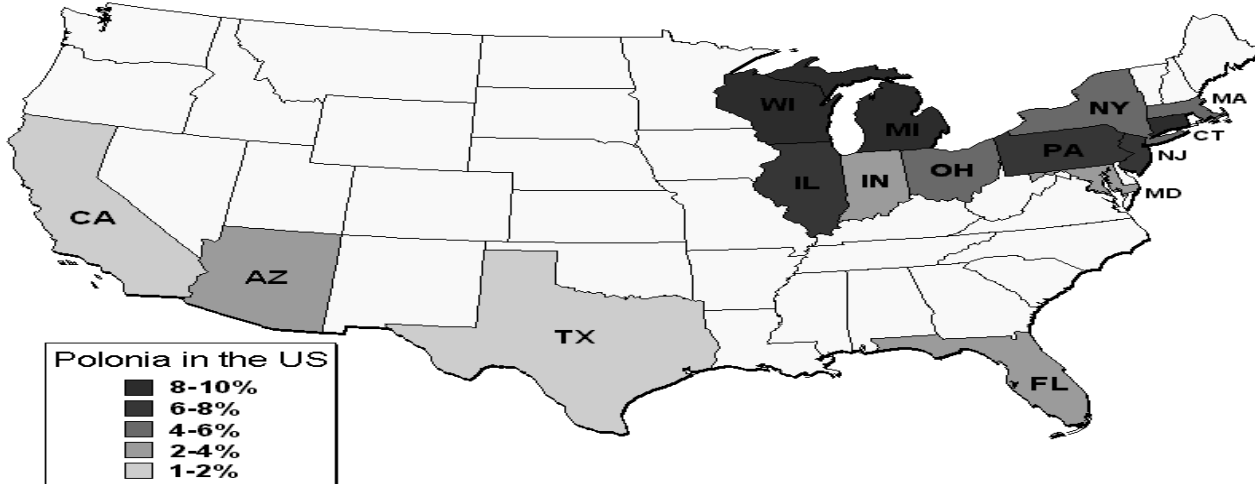 WI
MI
NY
MA
CT
PA
NJ
IL
IN
OH
MD
CA
AZ
TX
FL
Polonia in the US
8-10%
6-8%
4-6%
2-4%
1-2%